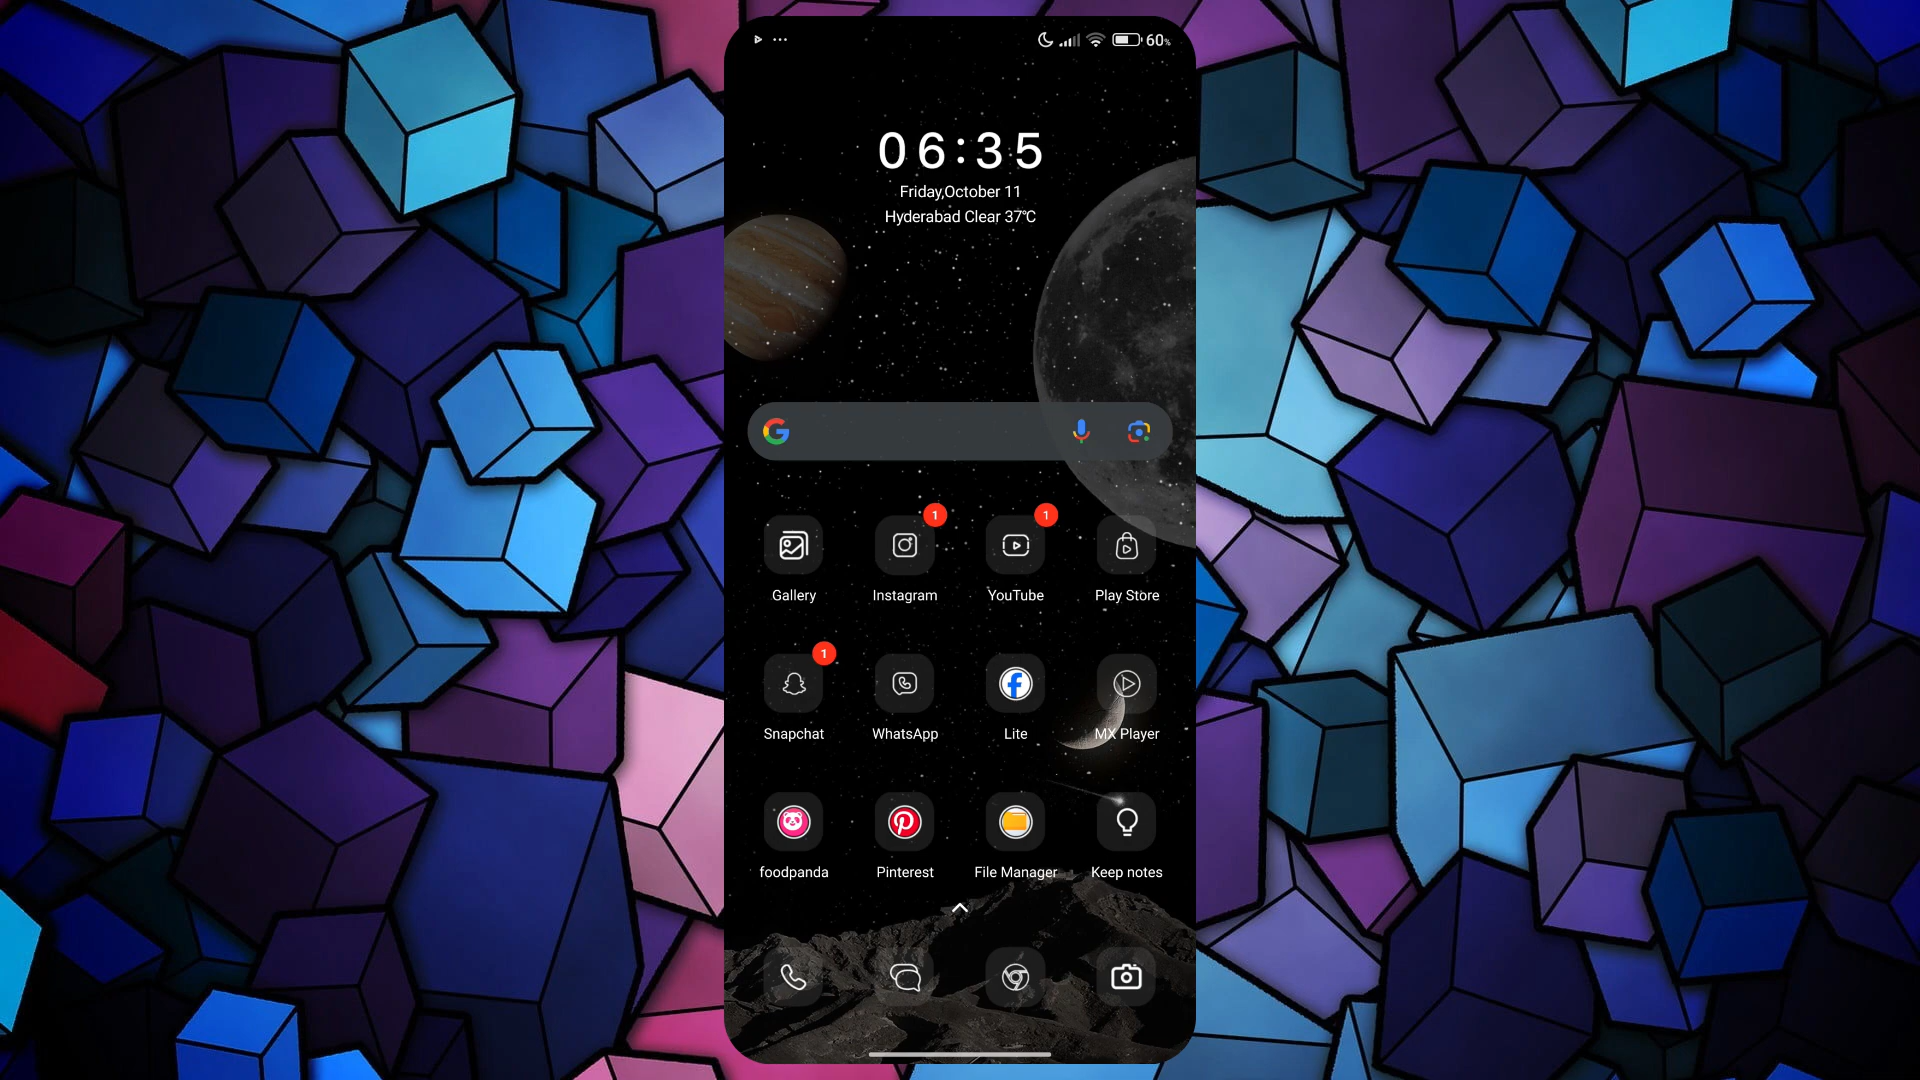 60%
06:35
Friday,October 11
Hyderabad Clear 37℃
1
1
Gallery
Instagram
YouTube
Play Store
1
Snapchat
WhatsApp
Lite
MX Player
foodpanda
Pinterest
File Manager
Keep notes